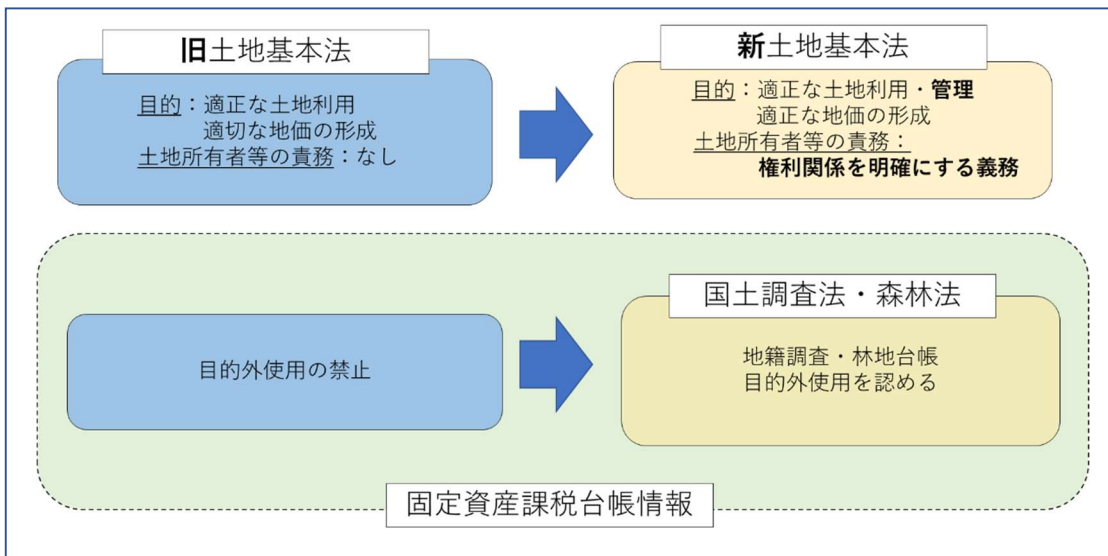 旧土地基本法
目的：適正な土地利用
適切な地価の形成
土地所有者等の責務：なし
新土地基本法
目的：適正な土地利用・管理
適正な地価の形成
土地所有者等の責務：
権利関係を明確にする義務
目的外使用の禁止
国土調査法・森林法
地籍調査・林地台帳
目的外使用を認める
固定資産課税台帳情報